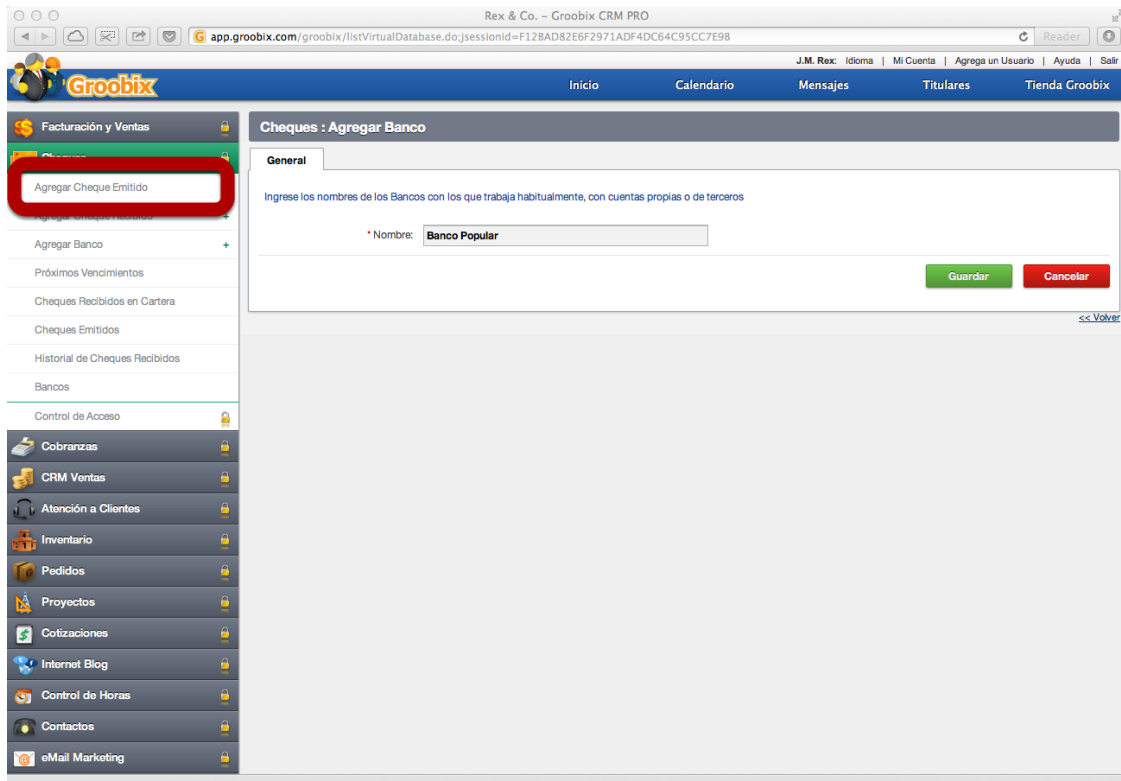 Rex & Co. – Groobix CRM PRO
app.groobix.com/groobix/listVirtualDatabase.do;jsessionid=F12BAD82E6F2971ADF4DC64C95CC7E9B
Reader
J.M. Rex: Idioma | Mi Cuenta | Agrega un Usuario | Ayuda | Salir
Groobix
Inicio Calendario Mensajes Titulares Tienda Groobix
Facturación y Ventas
Cheques
Agregar Cheque Emitido
Agregar Cheque Recibido +
Agregar Banco +
Próximos Vencimientos
Cheques Recibidos en Cartera
Cheques Emitidos
Historial de Cheques Recibidos
Bancos
Control de Acceso
Cobranzas
CRM Ventas
Atención a Clientes
Inventario
Pedidos
Proyectos
Cotizaciones
Internet Blog
Control de Horas
Contactos
eMail Marketing
Cheques : Agregar Banco
General
Ingrese los nombres de los Bancos con los que trabaja habitualmente, con cuentas propias o de terceros
* Nombre: Banco Popular
Guardar Cancelar
<< Volver